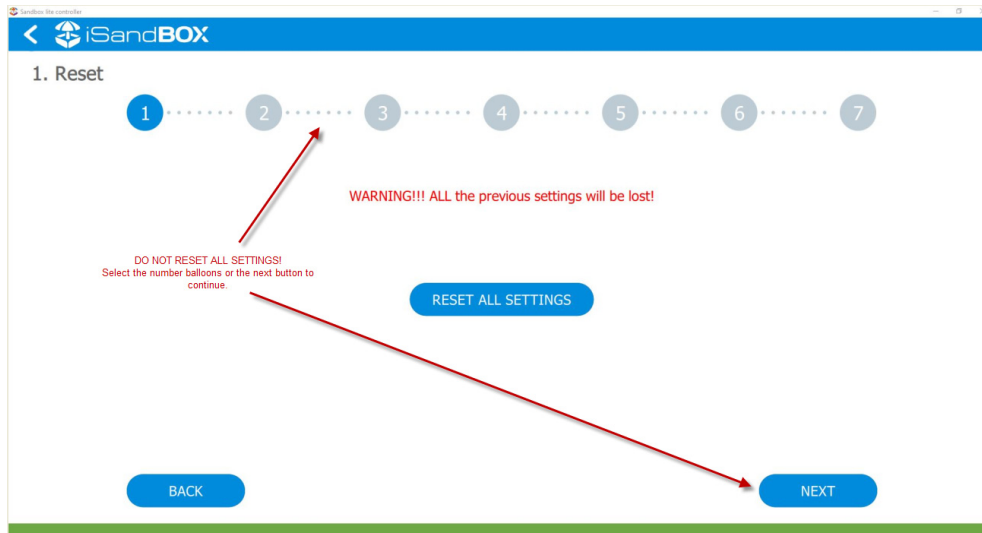 Sandbox lite controller
iSandBOX
1. Reset
1 2 3 4 5 6 7
WARNING!!! ALL the previous settings will be lost!
DO NOT RESET ALL SETTINGS!
Select the number balloons or the next button to
continue.
RESET ALL SETTINGS
BACK NEXT